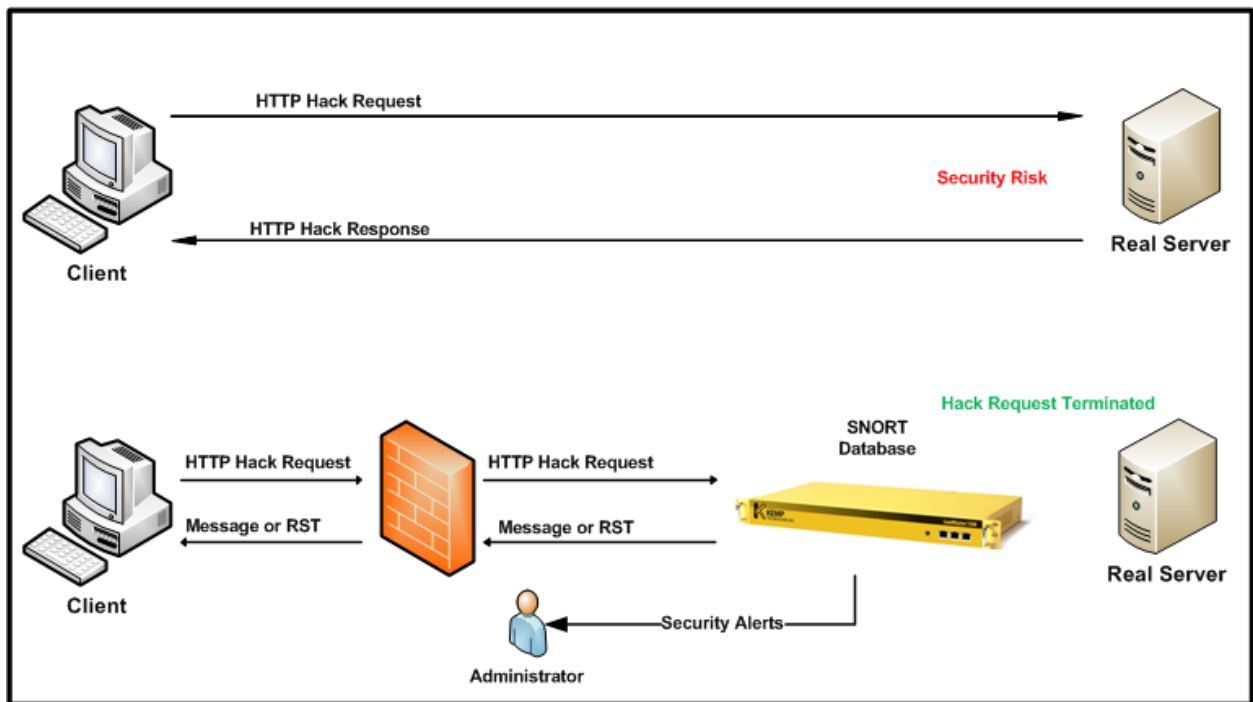 HTTP Hack Request
Security Risk
HTTP Hack Response
Client
Real Server
Hack Request Terminated
SNORT
Database
HTTP Hack Request
HTTP Hack Request
KEMP
Message or RST
Message or RST
Client
Real Server
Security Alerts
Administrator